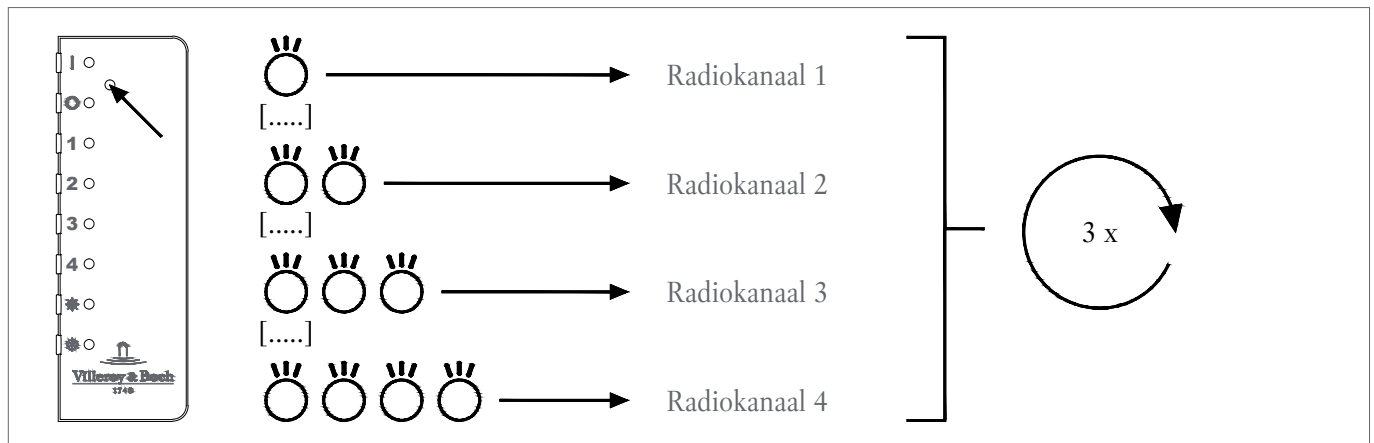 I
1
2
3
4
Villeroy & Boch
1748
Radiokanaal 1
[.....]
Radiokanaal 2
[.....]
Radiokanaal 3
[.....]
Radiokanaal 4
3 x